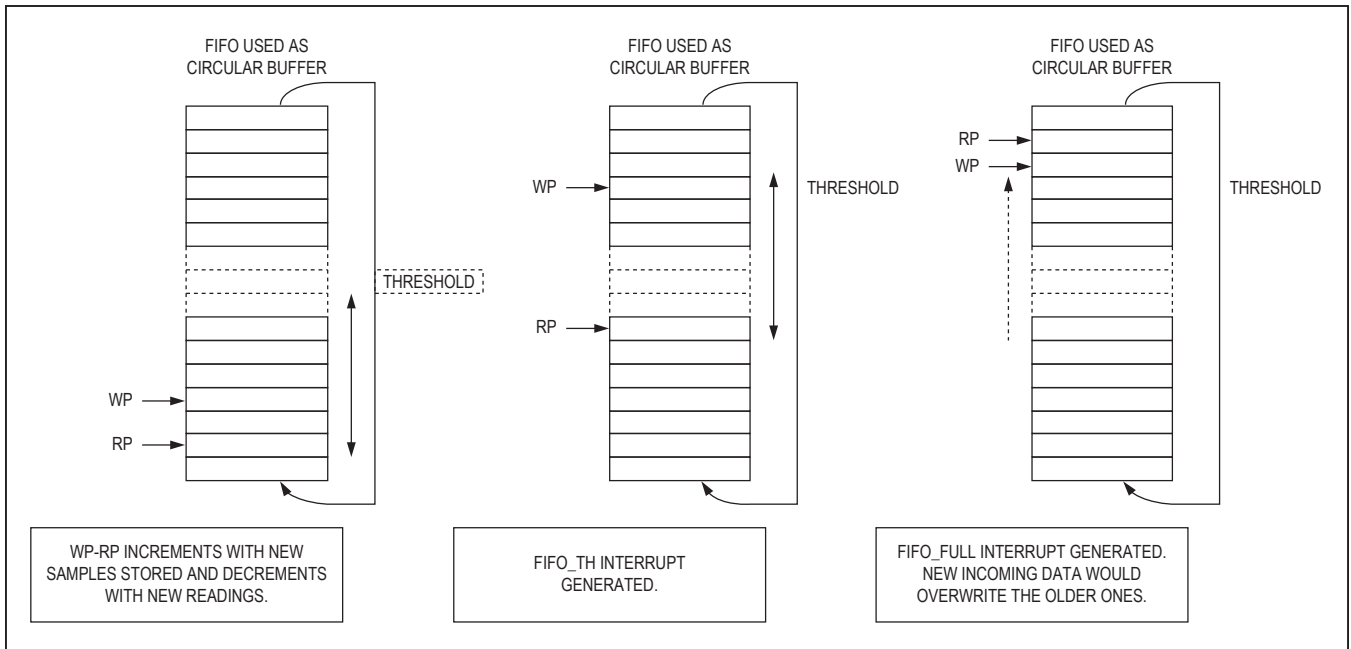 FIFO USED AS
CIRCULAR BUFFER
THRESHOLD
WP
RP
WP-RP INCREMENTS WITH NEW
SAMPLES STORED AND DECREMENTS
WITH NEW READINGS.
FIFO USED AS
CIRCULAR BUFFER
WP
THRESHOLD
RP
FIFO_TH INTERRUPT
GENERATED.
FIFO USED AS
CIRCULAR BUFFER
RP
WP
THRESHOLD
FIFO_FULL INTERRUPT GENERATED.
NEW INCOMING DATA WOULD
OVERWRITE THE OLDER ONES.